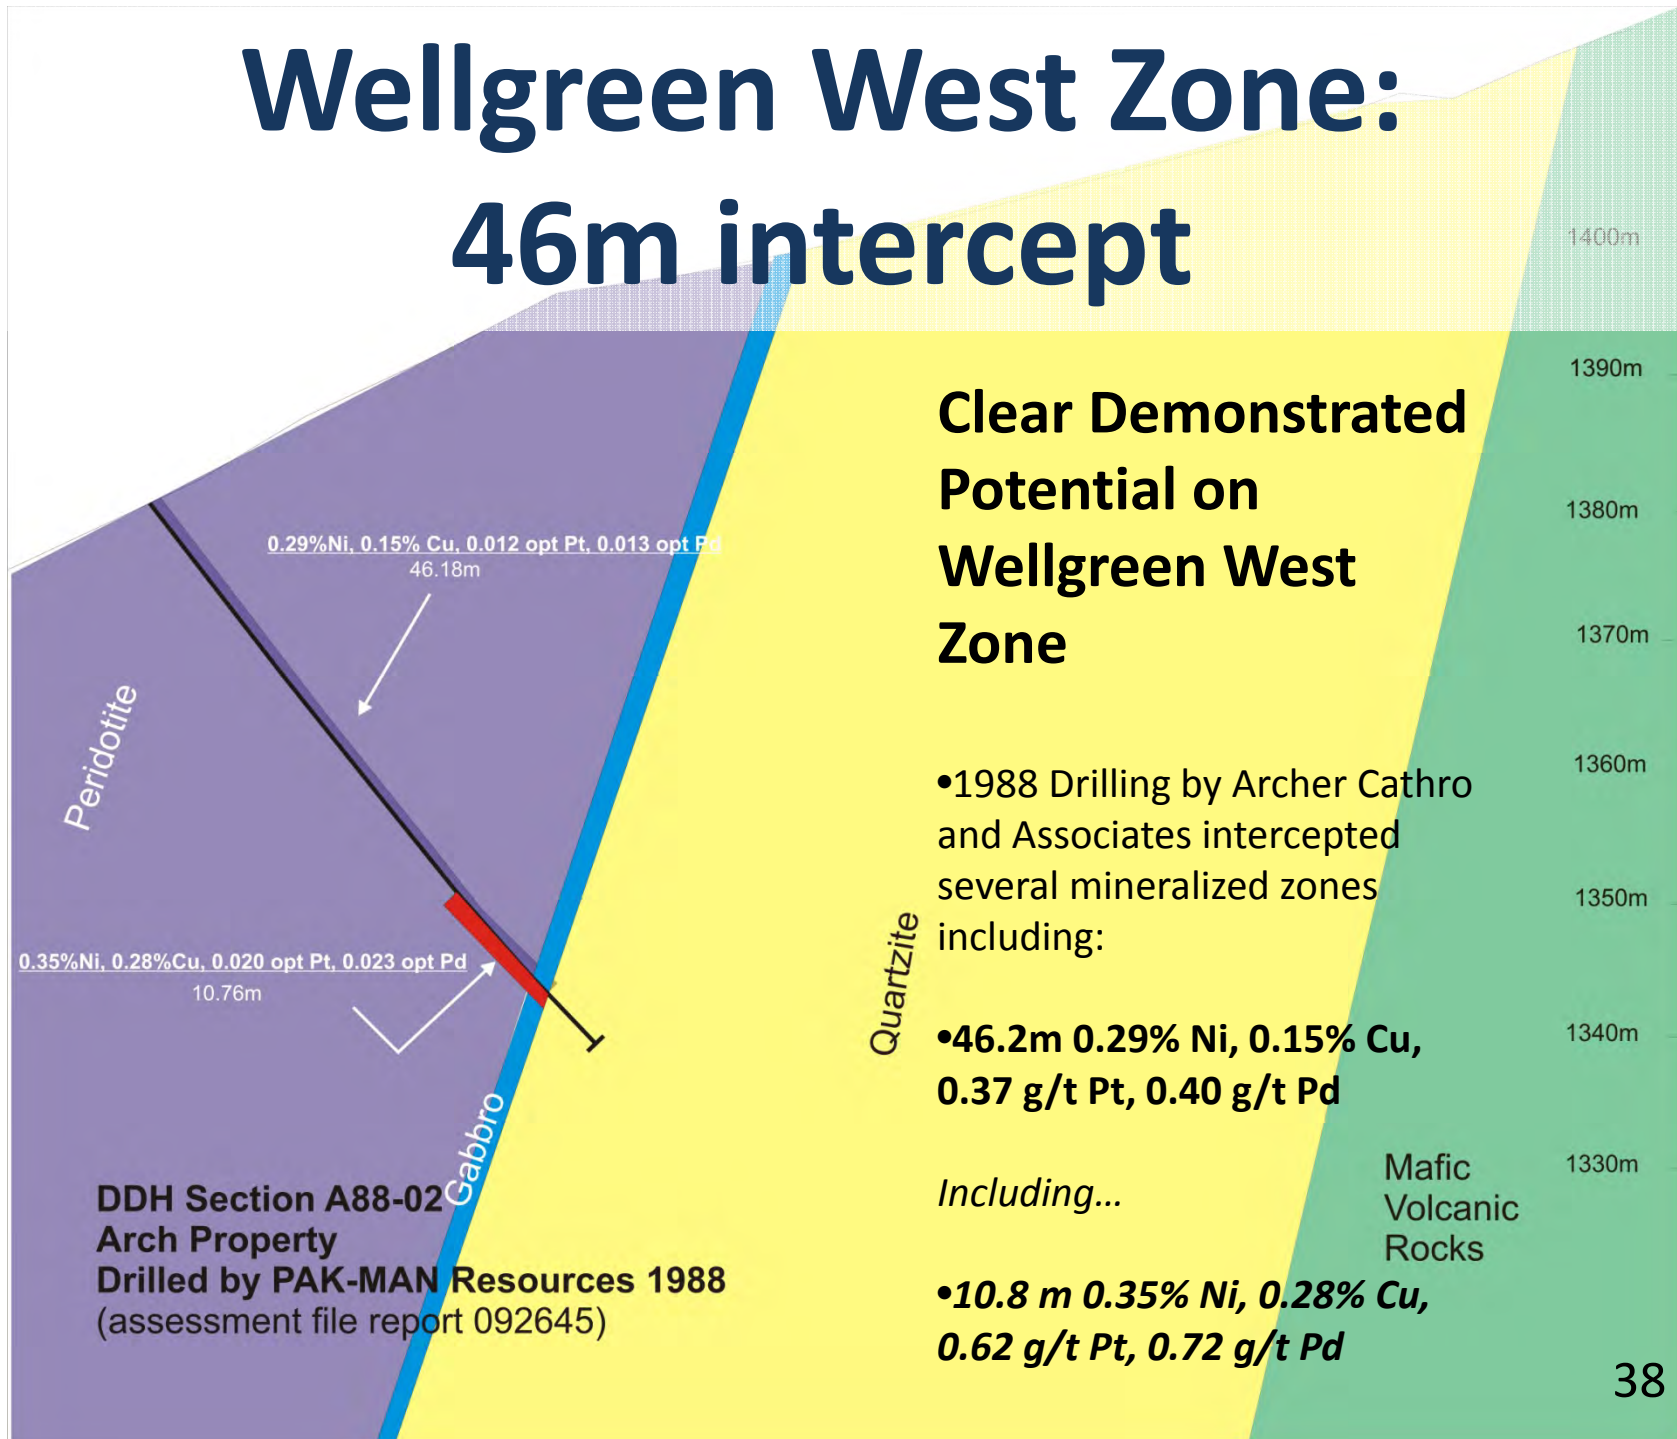 Wellgreen West Zone:
46m intercept
1400m
1390m
1380m
1370m
1360m
1350m
1340m
1330m
Clear Demonstrated
Potential on
Wellgreen West
Zone
•1988 Drilling by Archer Cathro
and Associates intercepted
several mineralized zones
including:
•46.2m 0.29% Ni, 0.15% Cu,
0.37 g/t Pt, 0.40 g/t Pd
Including…
•10.8 m 0.35% Ni, 0.28% Cu,
0.62 g/t Pt, 0.72 g/t Pd
0.29%Ni, 0.15% Cu, 0.012 opt Pt, 0.013 opt Pd
46.18m
Peridotite
0.35%Ni, 0.28%Cu, 0.020 opt Pt, 0.023 opt Pd
10.76m
Quartzite
Gabbro
Mafic
Volcanic
Rocks
DDH Section A88-02
Arch Property
Drilled by PAK-MAN Resources 1988
(assessment file report 092645)
38